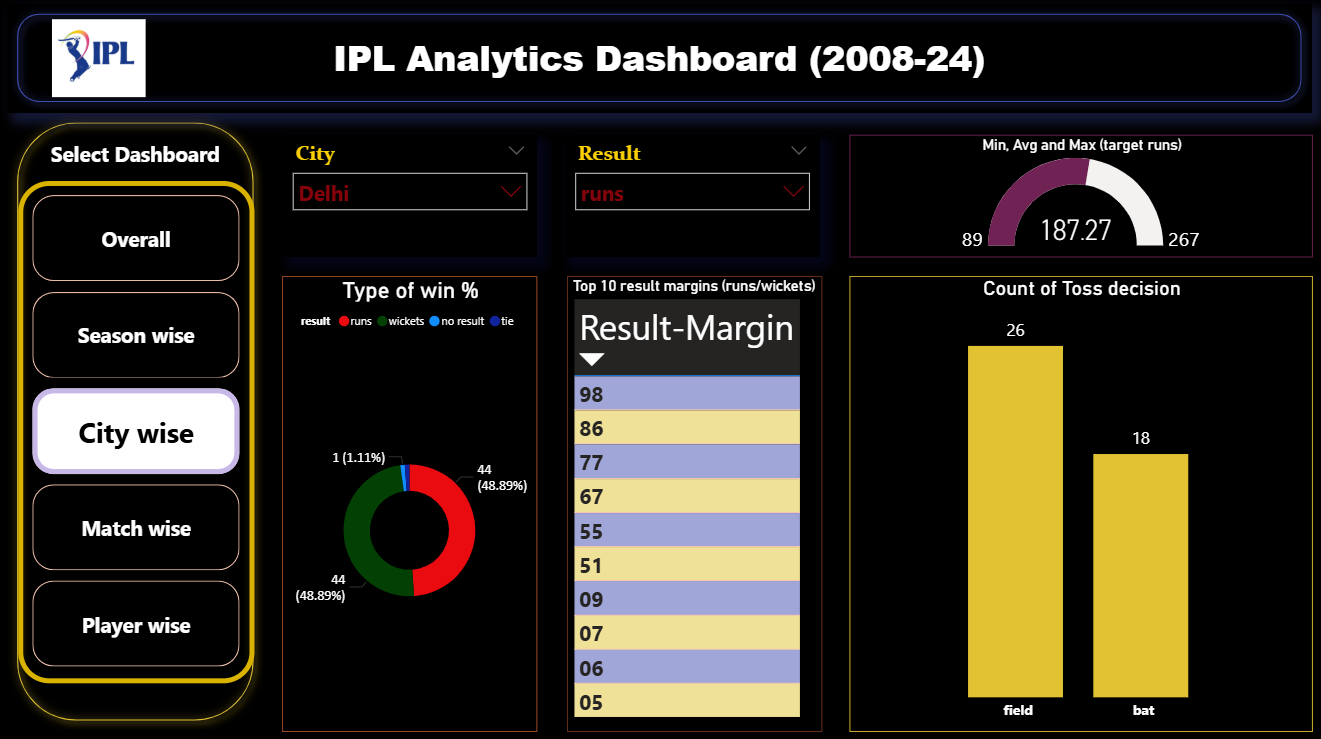 IPL
IPL Analytics Dashboard (2008-24)
Select Dashboard
Overall
Season wise
City wise
Match wise
Player wise
City
Delhi
Result
runs
Min, Avg and Max (target runs)
89
187.27
267
Type of win %
result runs wickets no result tie
1 (1.11%)
44
(48.89%)
44
(48.89%)
Top 10 result margins (runs/wickets)
Result-Margin
98
86
77
67
55
51
09
07
06
05
Count of Toss decision
26
18
field
bat